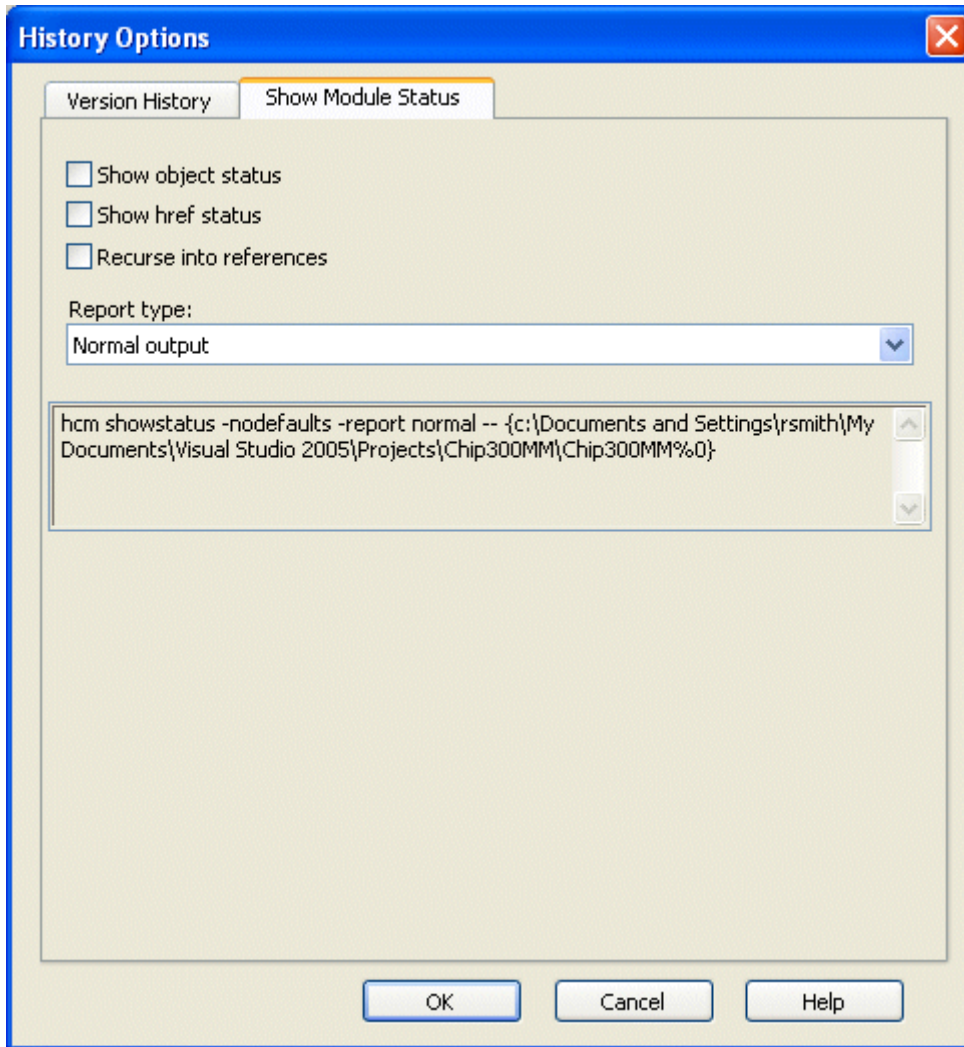 History Options
Version History
Show Module Status
Show object status
Show href status
Recurse into references
Report type:
Normal output
hcm showstatus -nodefaults -report normal -- {c:\Documents and Settings\rsmith\My
Documents\Visual Studio 2005\Projects\Chip300MM\Chip300MM%0}
OK
Cancel
Help